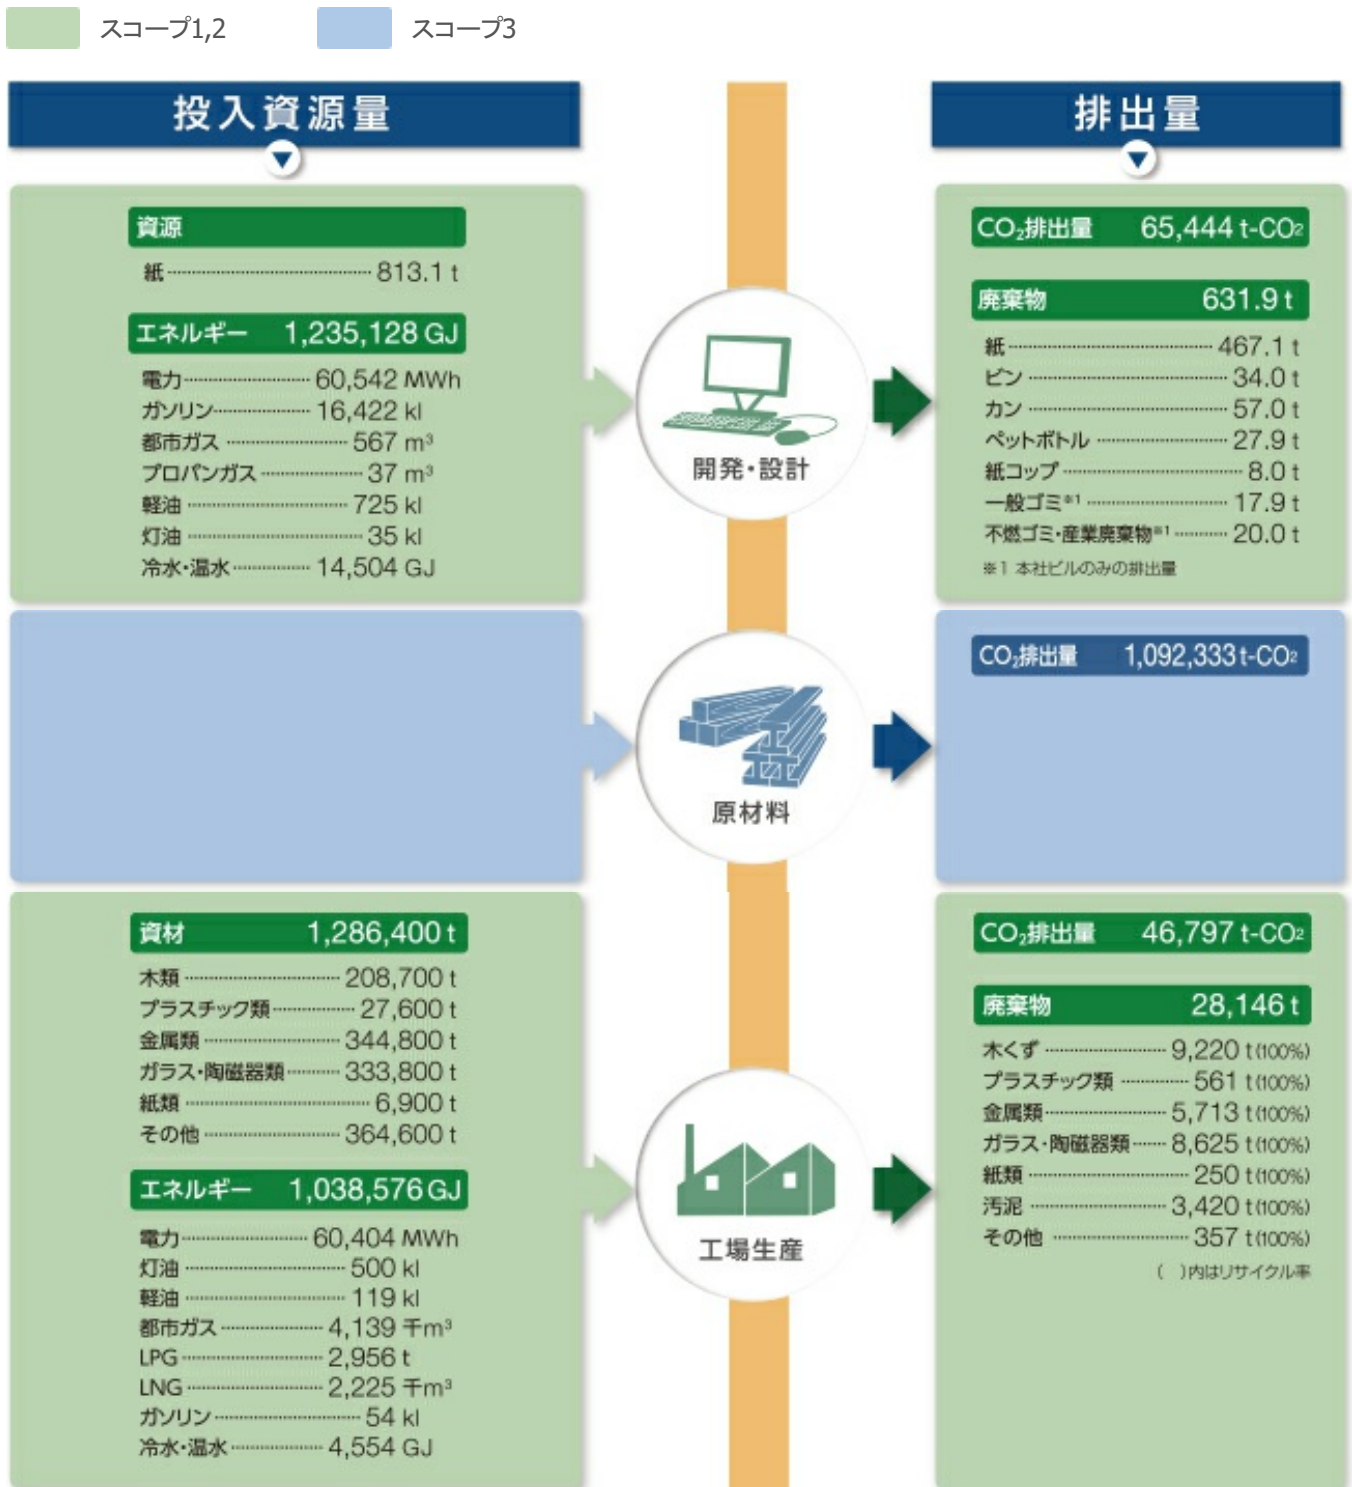 スコープ1,2
スコープ3
投入資源量
排出量
資源
紙 813.1 t
エネルギー 1,235,128 GJ
電力 60,542 MWh
ガソリン 16,422 kl
都市ガス 567 m³
プロパンガス 37 m³
軽油 725 kl
灯油 35 kl
冷水・温水 14,504 GJ
開発・設計
CO₂排出量 65,444 t-CO₂
廃棄物 631.9 t
紙 467.1 t
ビン 34.0 t
カン 57.0 t
ペットボトル 27.9 t
紙コップ 8.0 t
一般ゴミ※1 17.9 t
不燃ゴミ・産業廃棄物※1 20.0 t
※1 本社ビルのみの排出量
原材料
CO₂排出量 1,092,333 t-CO₂
資材 1,286,400 t
木類 208,700 t
プラスチック類 27,600 t
金属類 344,800 t
ガラス・陶磁器類 333,800 t
紙類 6,900 t
その他 364,600 t
エネルギー 1,038,576 GJ
電力 60,404 MWh
灯油 500 kl
軽油 119 kl
都市ガス 4,139 千m³
LPG 2,956 t
LNG 2,225 千m³
ガソリン 54 kl
冷水・温水 4,554 GJ
工場生産
CO₂排出量 46,797 t-CO₂
廃棄物 28,146 t
木くず 9,220 t(100%)
プラスチック類 561 t(100%)
金属類 5,713 t(100%)
ガラス・陶磁器類 8,625 t(100%)
紙類 250 t(100%)
汚泥 3,420 t(100%)
その他 357 t(100%)
( )内はリサイクル率